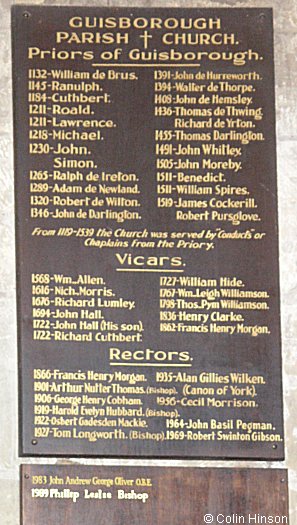 GUISBOROUGH
PARISH † CHURCH.
Priors of Guisborough.
1132-William de Brus.
1145-Ranulph.
1184-Cuthbert.
1211-Roald.
1211-Lawrence.
1218-Michael.
1230-John.
Simon.
1265-Ralph de Ireton.
1289-Adam de Newland.
1320-Robert de Wilton.
1346-John de Darlington.
1391-John de Hurreworth.
1394-Walter de Thorpe.
1408-John de Hemsley.
1436-Thomas de Thwing.
Richard de Yrton.
1455-Thomas Darlington.
1491-John Whitley.
1505-John Moreby.
1511-Benedict.
1511-William Spires.
1519-James Cockerill.
Robert Pursglove.
From 1119-1539 the Church was served by "Conducts" or
Chaplains from the Priory.
Vicars.
1568-Wm. Allen.
1616-Nich. Morris.
1676-Richard Lumley.
1694-John Hall.
1722-John Hall (His son).
1722-Richard Cuthbert.
1727-William Hide.
1767-Wm. Leigh Williamson.
1798-Thos. Pym Williamson.
1836-Henry Clarke.
1862-Francis Henry Morgan.
Rectors.
1866-Francis Henry Morgan.
1901-Arthur Nutter Thomas. (Bishop).
1906-George Henry Cobham.
1919-Harold Evelyn Hubbard. (Bishop).
1922-Osbert Gadesden Mackie.
1927-Tom Longworth. (Bishop).
1935-Alan Gillies Wilken.
(Canon of York).
1956-Cecil Morrison.
1964-John Basil Pegman.
1969-Robert Swinton Gibson.
1983 John Andrew George Oliver O.B.E.
1989 Phillip Leslie Bishop
©Colin Hinson